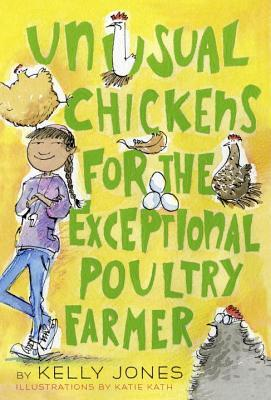 UNUSUAL
CHICKENS
FOR THE
EXCEPTIONAL
POULTRY
FARMER
BY KELLY JONES
ILLUSTRATIONS BY KATIE KATH